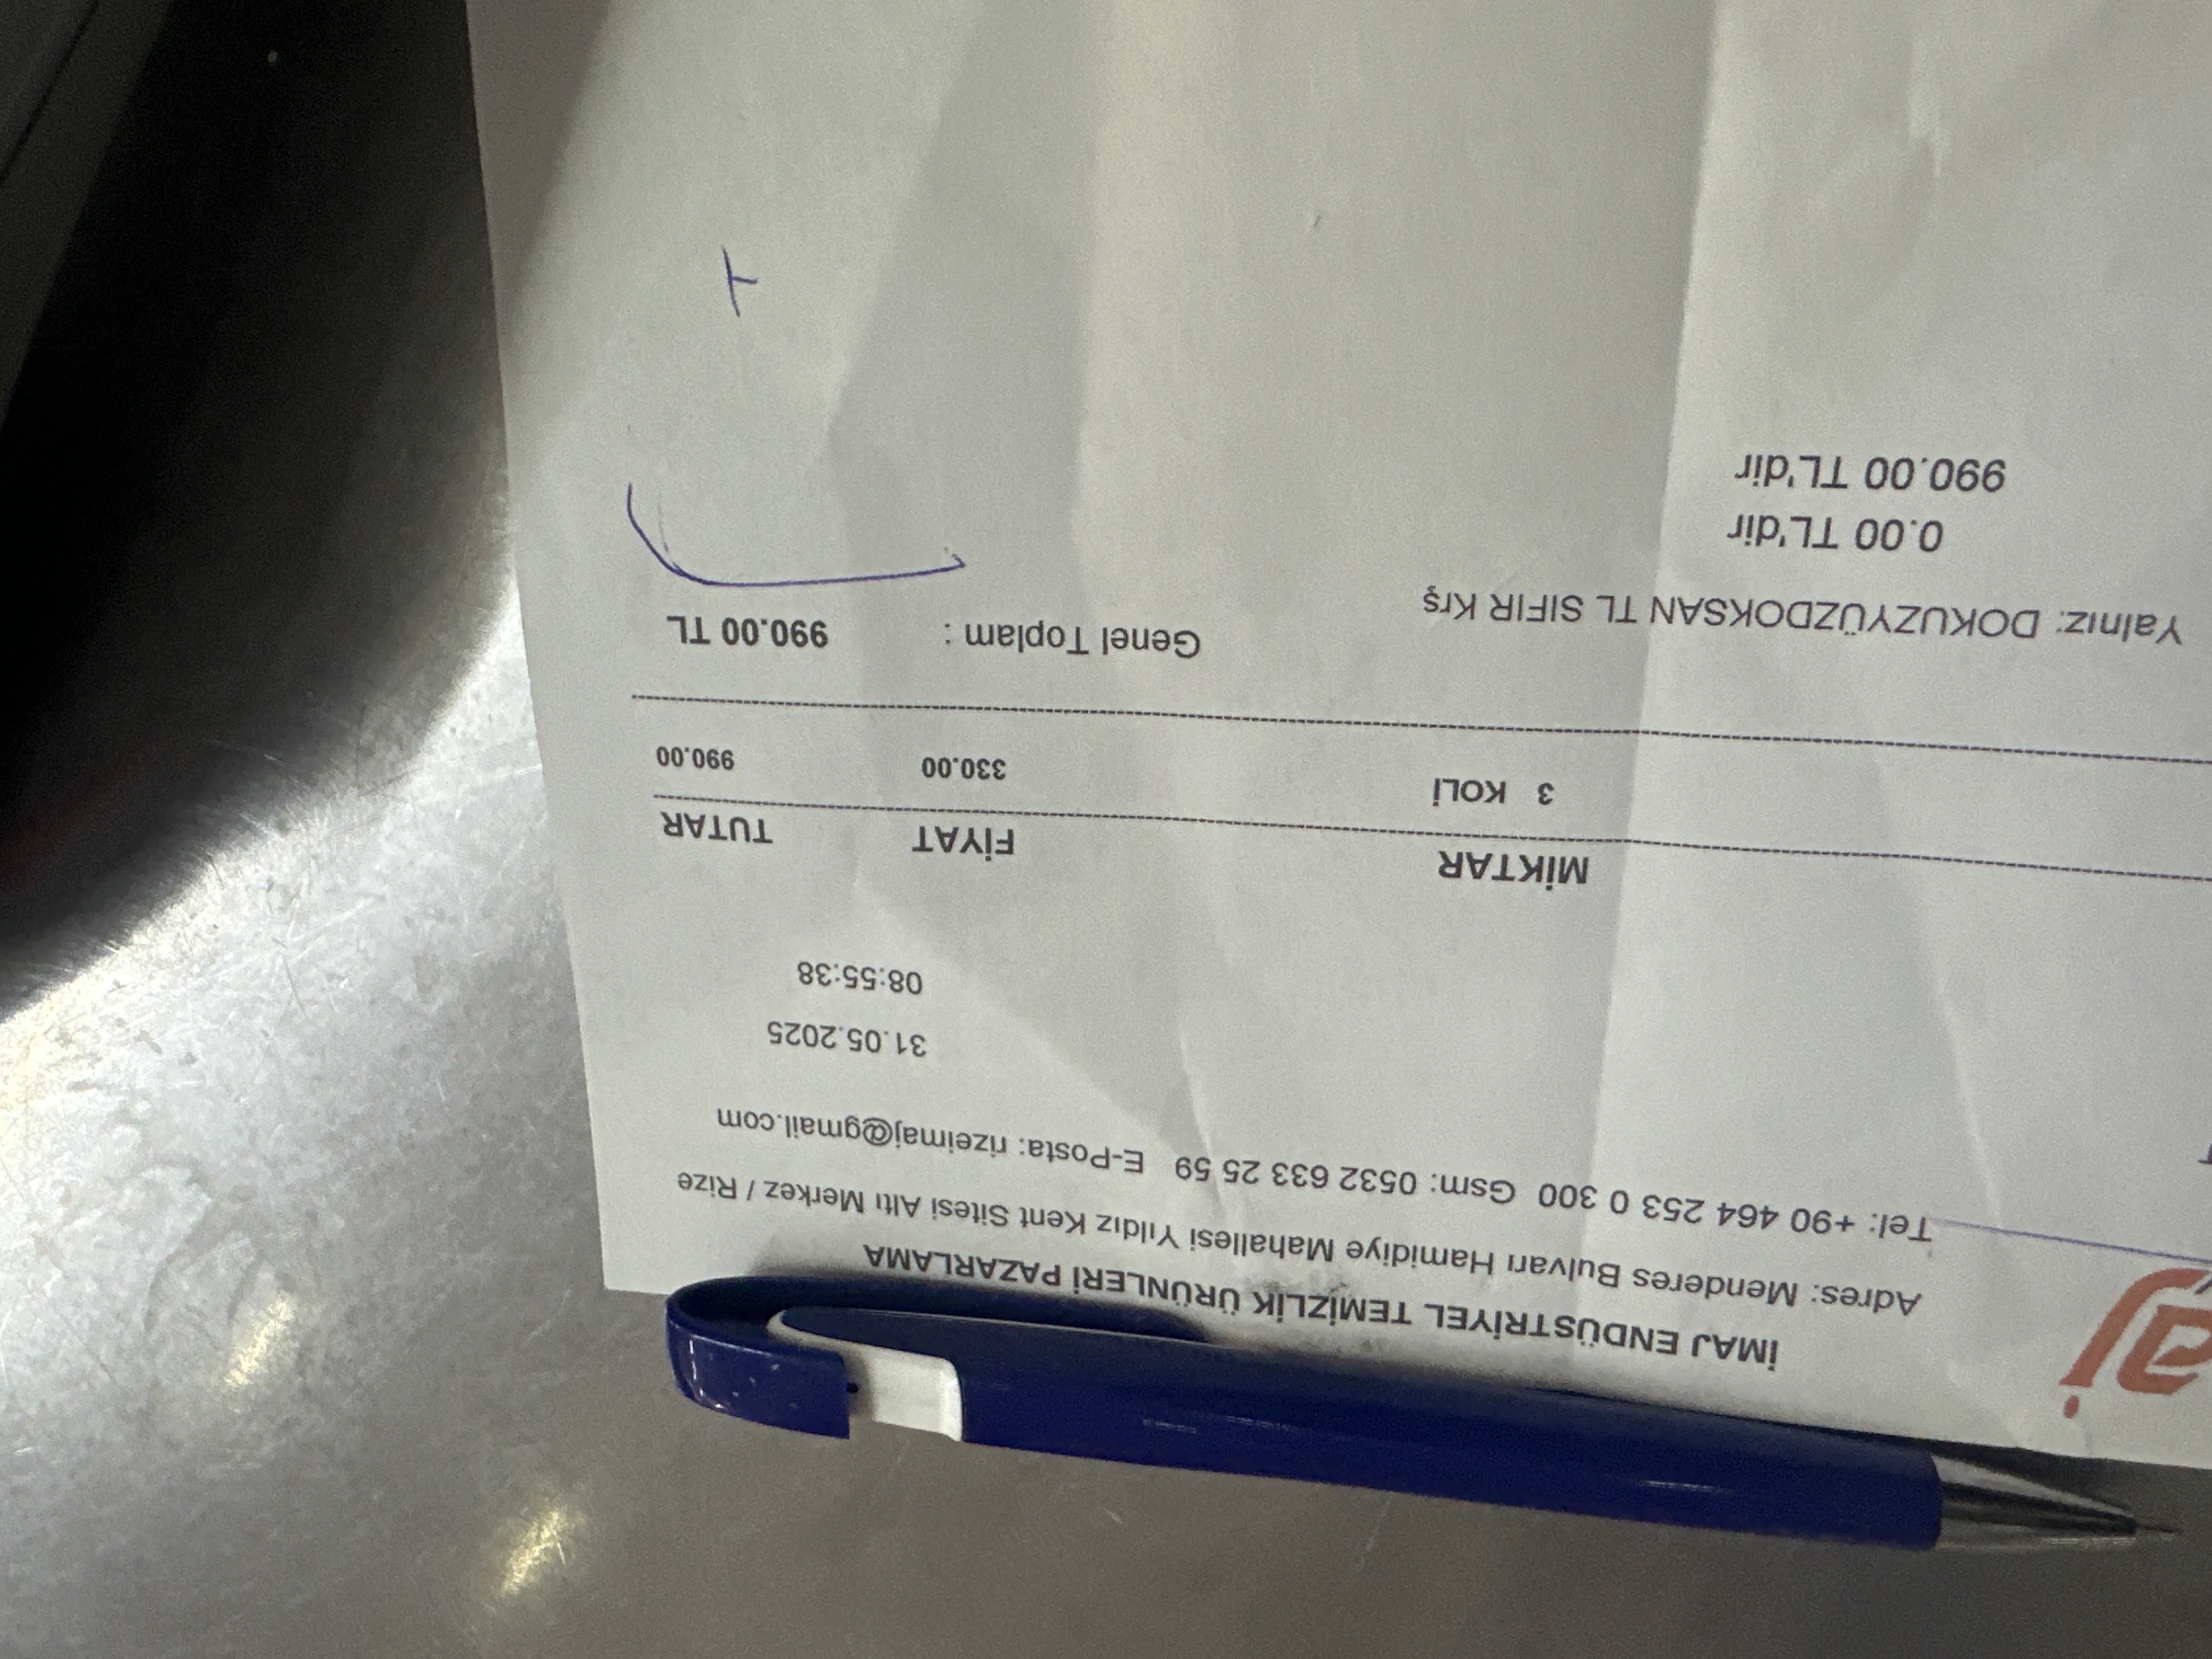 aj
İMAJ ENDÜSTRİYEL TEMİZLİK ÜRÜNLERİ PAZARLAMA
Adres: Menderes Bulvarı Hamidiye Mahallesi Yıldız Kent Sitesi Altı Merkez / Rize
Tel: +90 464 253 0 300 Gsm: 0532 633 25 59 E-Posta: rizeimaj@gmail.com
31.05.2025
08:55:38
MİKTAR FİYAT TUTAR
3 KOLİ 330.00 990.00
Yalnız: DOKUZYÜZDOKSAN TL SIFIR Krş Genel Toplam : 990.00 TL
0.00 TL'dir
990.00 TL'dir